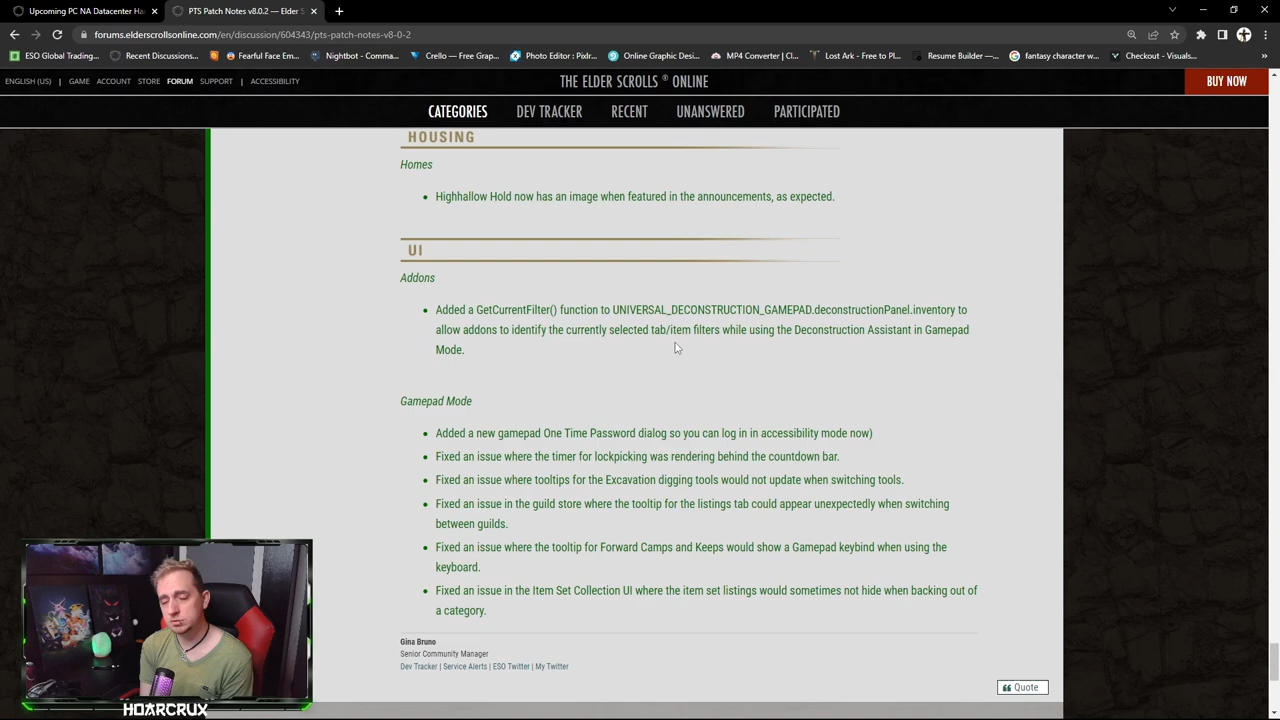 Upcoming PC NA Datacenter Ha
PTS Patch Notes v8.0.2 — Elder S
forums.elderscrollsonline.com/en/discussion/604343/pts-patch-notes-v8-0-2
ESO Global Target
Recent Discussions...
Fearful Face Em...
Nightbot - Comma...
Crello — Free Grap...
Photo Editor : Pixlr...
Online Graphic Desi...
MP4 Converter | Cl...
Lost Ark - Free to Pl...
Resume Builder...
fantasy character w...
Checkout - Visuals...
ENGLISH (US) | GAME ACCOUNT STORE FORUM SUPPORT | ACCESSIBILITY
THE ELDER SCROLLS ® ONLINE
BUY NOW
CATEGORIES DEV TRACKER RECENT UNANSWERED PARTICIPATED
HOUSING
Homes
• Highhallow Hold now has an image when featured in the announcements, as expected.
UI
Addons
• Added a GetCurrentFilter() function to UNIVERSAL_DECONSTRUCTION_GAMEPAD.deconstructionPanel.inventory to
allow addons to identify the currently selected tab/item filters while using the Deconstruction Assistant in Gamepad
Mode.
Gamepad Mode
• Added a new gamepad One Time Password dialog so you can log in in accessibility mode now)
• Fixed an issue where the timer for lockpicking was rendering behind the countdown bar.
• Fixed an issue where tooltips for the Excavation digging tools would not update when switching tools.
• Fixed an issue in the guild store where the tooltip for the listings tab could appear unexpectedly when switching
between guilds.
• Fixed an issue where the tooltip for Forward Camps and Keeps would show a Gamepad keybind when using the
keyboard.
• Fixed an issue in the Item Set Collection UI where the item set listings would sometimes not hide when backing out of
a category.
Gina Bruno
Senior Community Manager
Dev Tracker | Service Alerts | ESO Twitter | My Twitter
Quote
HOARCRUX